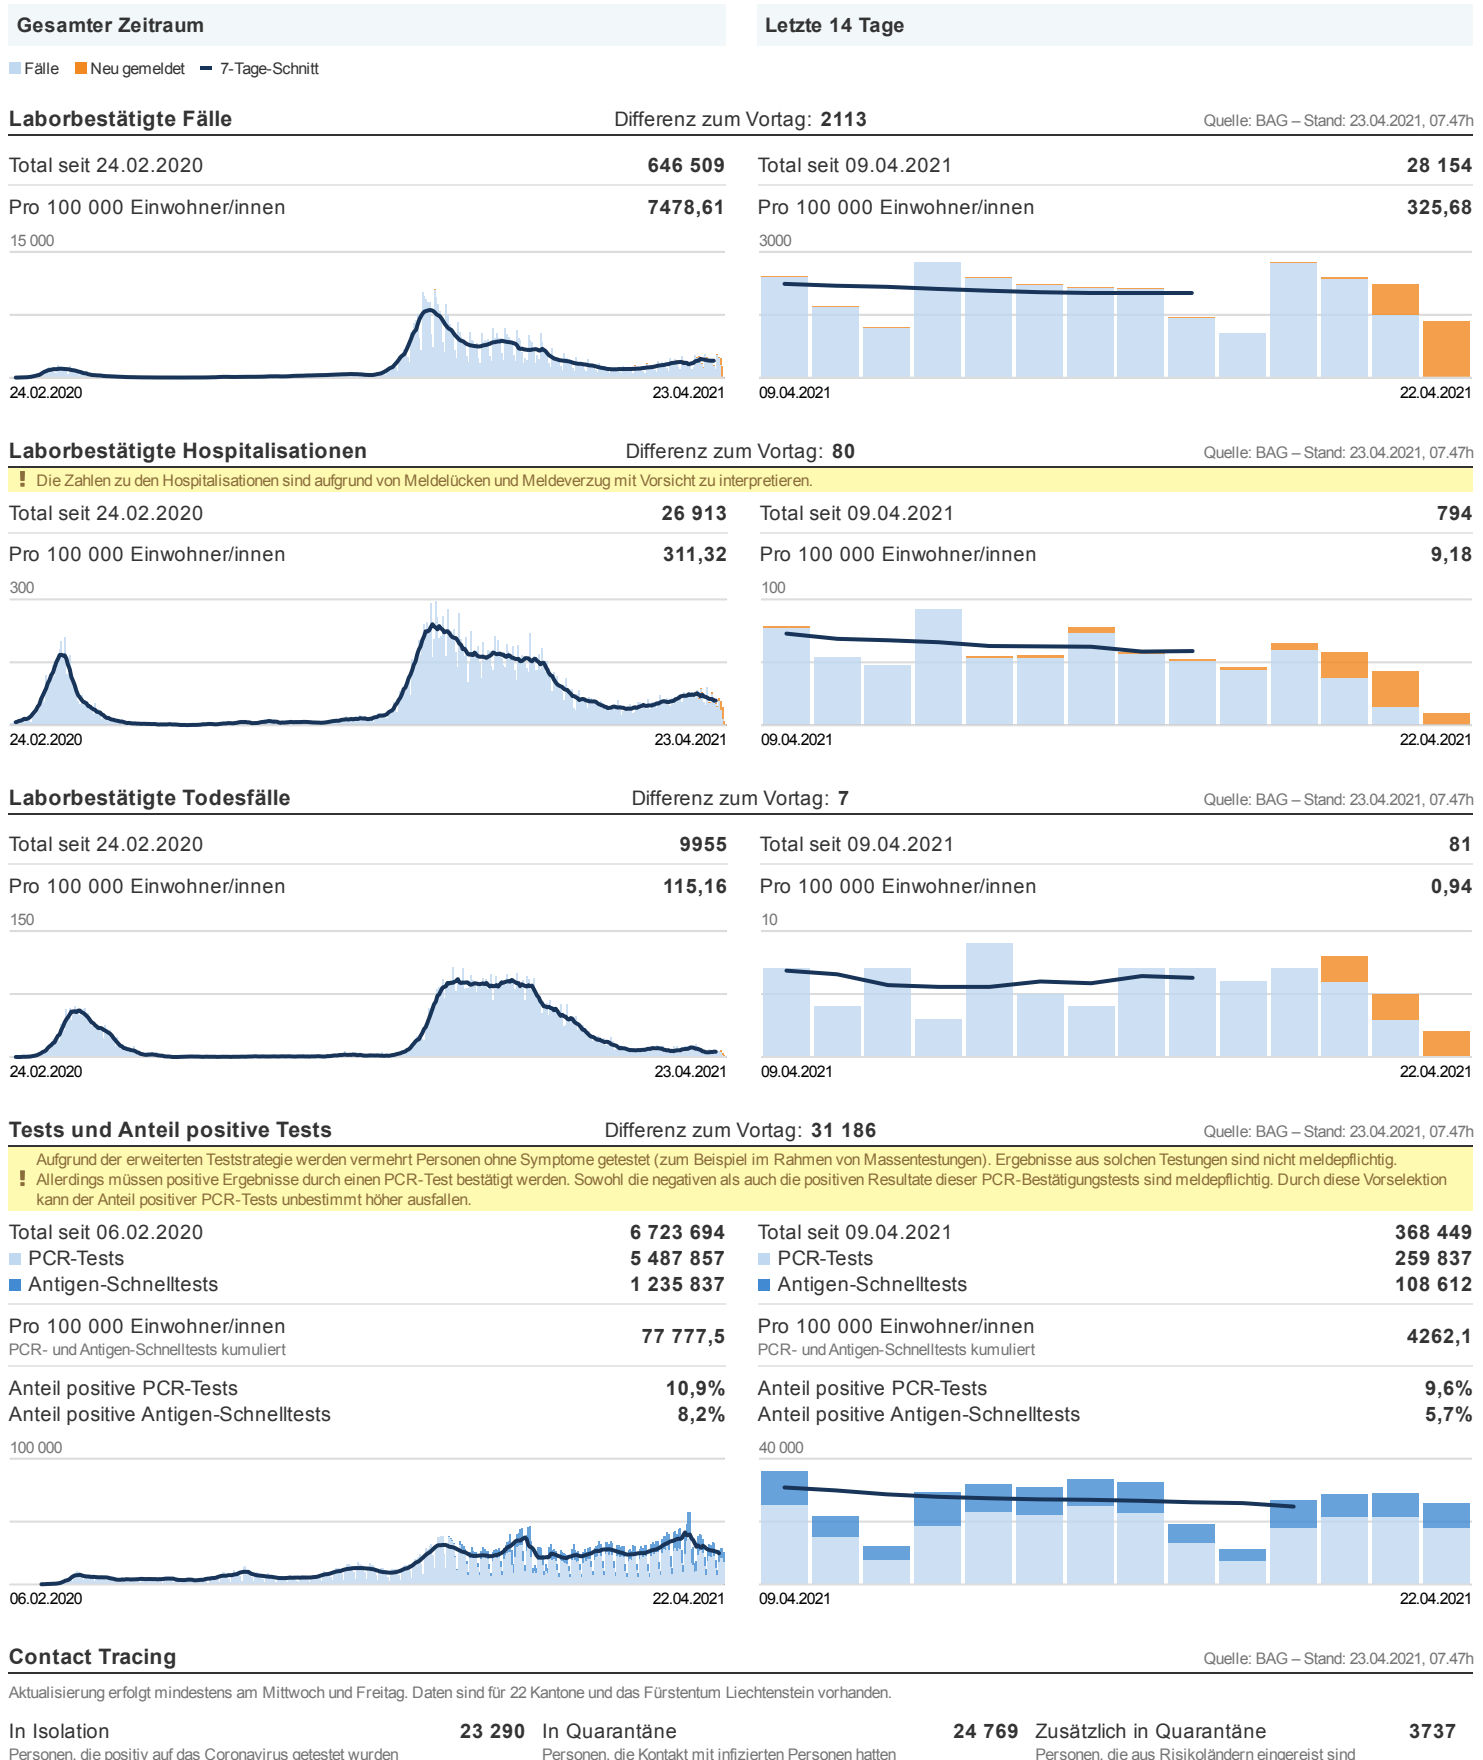 Gesamter Zeitraum
Letzte 14 Tage
Fälle Neu gemeldet 7-Tage-Schnitt
Laborbestätigte Fälle Differenz zum Vortag: 2113 Quelle: BAG – Stand: 23.04.2021, 07.47h
Total seit 24.02.2020 646 509
Total seit 09.04.2021 28 154
Pro 100 000 Einwohner/innen 7478,61
Pro 100 000 Einwohner/innen 325,68
15 000
3000
24.02.2020 23.04.2021
09.04.2021 22.04.2021
Laborbestätigte Hospitalisationen Differenz zum Vortag: 80 Quelle: BAG – Stand: 23.04.2021, 07.47h
! Die Zahlen zu den Hospitalisationen sind aufgrund von Meldelücken und Meldeverzug mit Vorsicht zu interpretieren.
Total seit 24.02.2020 26 913
Total seit 09.04.2021 794
Pro 100 000 Einwohner/innen 311,32
Pro 100 000 Einwohner/innen 9,18
300
100
24.02.2020 23.04.2021
09.04.2021 22.04.2021
Laborbestätigte Todesfälle Differenz zum Vortag: 7 Quelle: BAG – Stand: 23.04.2021, 07.47h
Total seit 24.02.2020 9955
Total seit 09.04.2021 81
Pro 100 000 Einwohner/innen 115,16
Pro 100 000 Einwohner/innen 0,94
150
10
24.02.2020 23.04.2021
09.04.2021 22.04.2021
Tests und Anteil positive Tests Differenz zum Vortag: 31 186 Quelle: BAG – Stand: 23.04.2021, 07.47h
Aufgrund der erweiterten Teststrategie werden vermehrt Personen ohne Symptome getestet (zum Beispiel im Rahmen von Massentestungen). Ergebnisse aus solchen Testungen sind nicht meldepflichtig.
! Allerdings müssen positive Ergebnisse durch einen PCR-Test bestätigt werden. Sowohl die negativen als auch die positiven Resultate dieser PCR-Bestätigungstests sind meldepflichtig. Durch diese Vorselektion
kann der Anteil positiver PCR-Tests unbestimmt höher ausfallen.
Total seit 06.02.2020 6 723 694
PCR-Tests 5 487 857
Antigen-Schnelltests 1 235 837
Total seit 09.04.2021 368 449
PCR-Tests 259 837
Antigen-Schnelltests 108 612
Pro 100 000 Einwohner/innen 77 777,5
PCR- und Antigen-Schnelltests kumuliert
Pro 100 000 Einwohner/innen 4262,1
PCR- und Antigen-Schnelltests kumuliert
Anteil positive PCR-Tests 10,9%
Anteil positive Antigen-Schnelltests 8,2%
Anteil positive PCR-Tests 9,6%
Anteil positive Antigen-Schnelltests 5,7%
100 000
40 000
06.02.2020 22.04.2021
09.04.2021 22.04.2021
Contact Tracing Quelle: BAG – Stand: 23.04.2021, 07.47h
Aktualisierung erfolgt mindestens am Mittwoch und Freitag. Daten sind für 22 Kantone und das Fürstentum Liechtenstein vorhanden.
In Isolation 23 290
Personen, die positiv auf das Coronavirus getestet wurden
In Quarantäne 24 769
Personen, die Kontakt mit infizierten Personen hatten
Zusätzlich in Quarantäne 3737
Personen, die aus Risikoländern eingereist sind